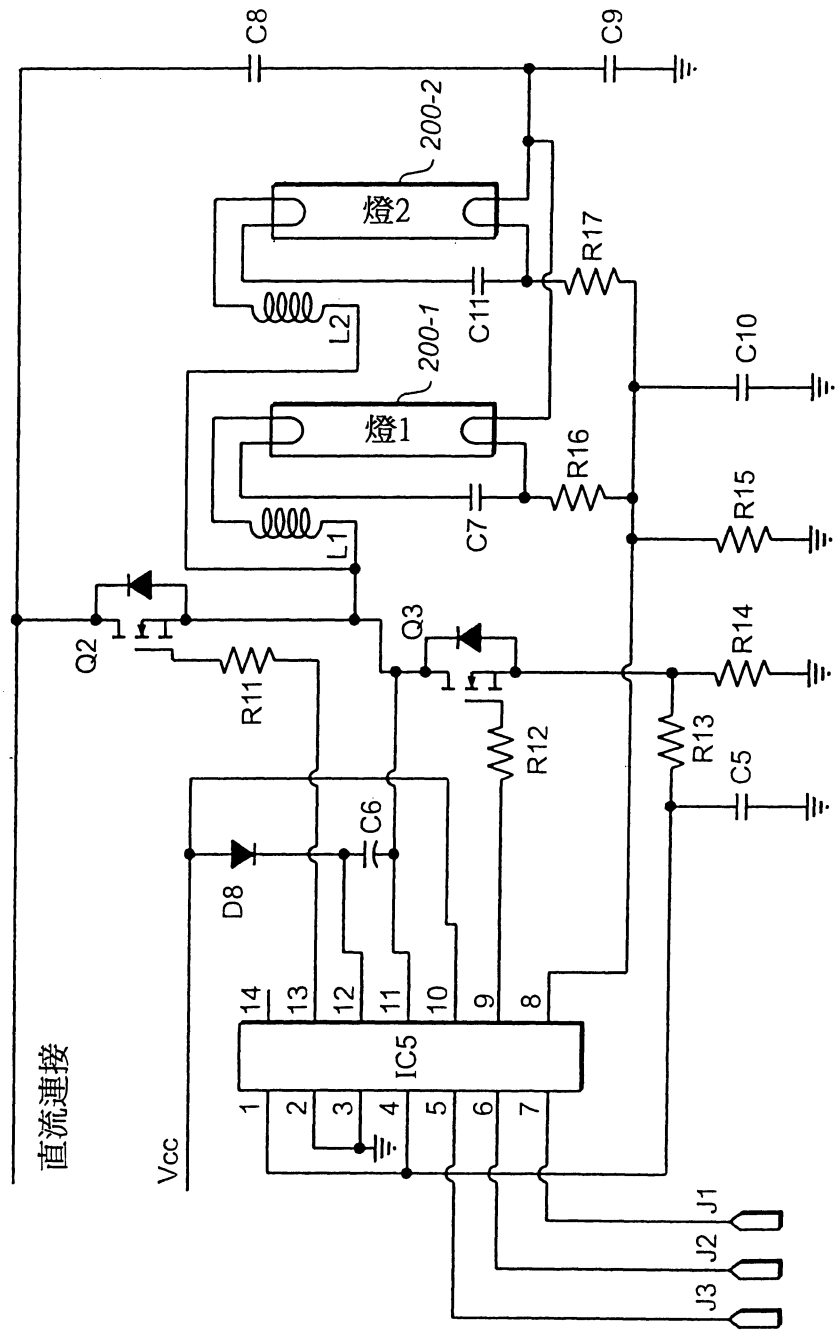 C8
C9
200-2
燈2
R17
C11
L2
200-1
燈1
R16
C7
L1
C10
R15
Q2
R11
Q3
R14
R12
R13
C5
C6
D8
14
13
12
11
10
9
8
IC5
1
2
3
4
5
6
7
直流連接
Vcc
J1
J2
J3